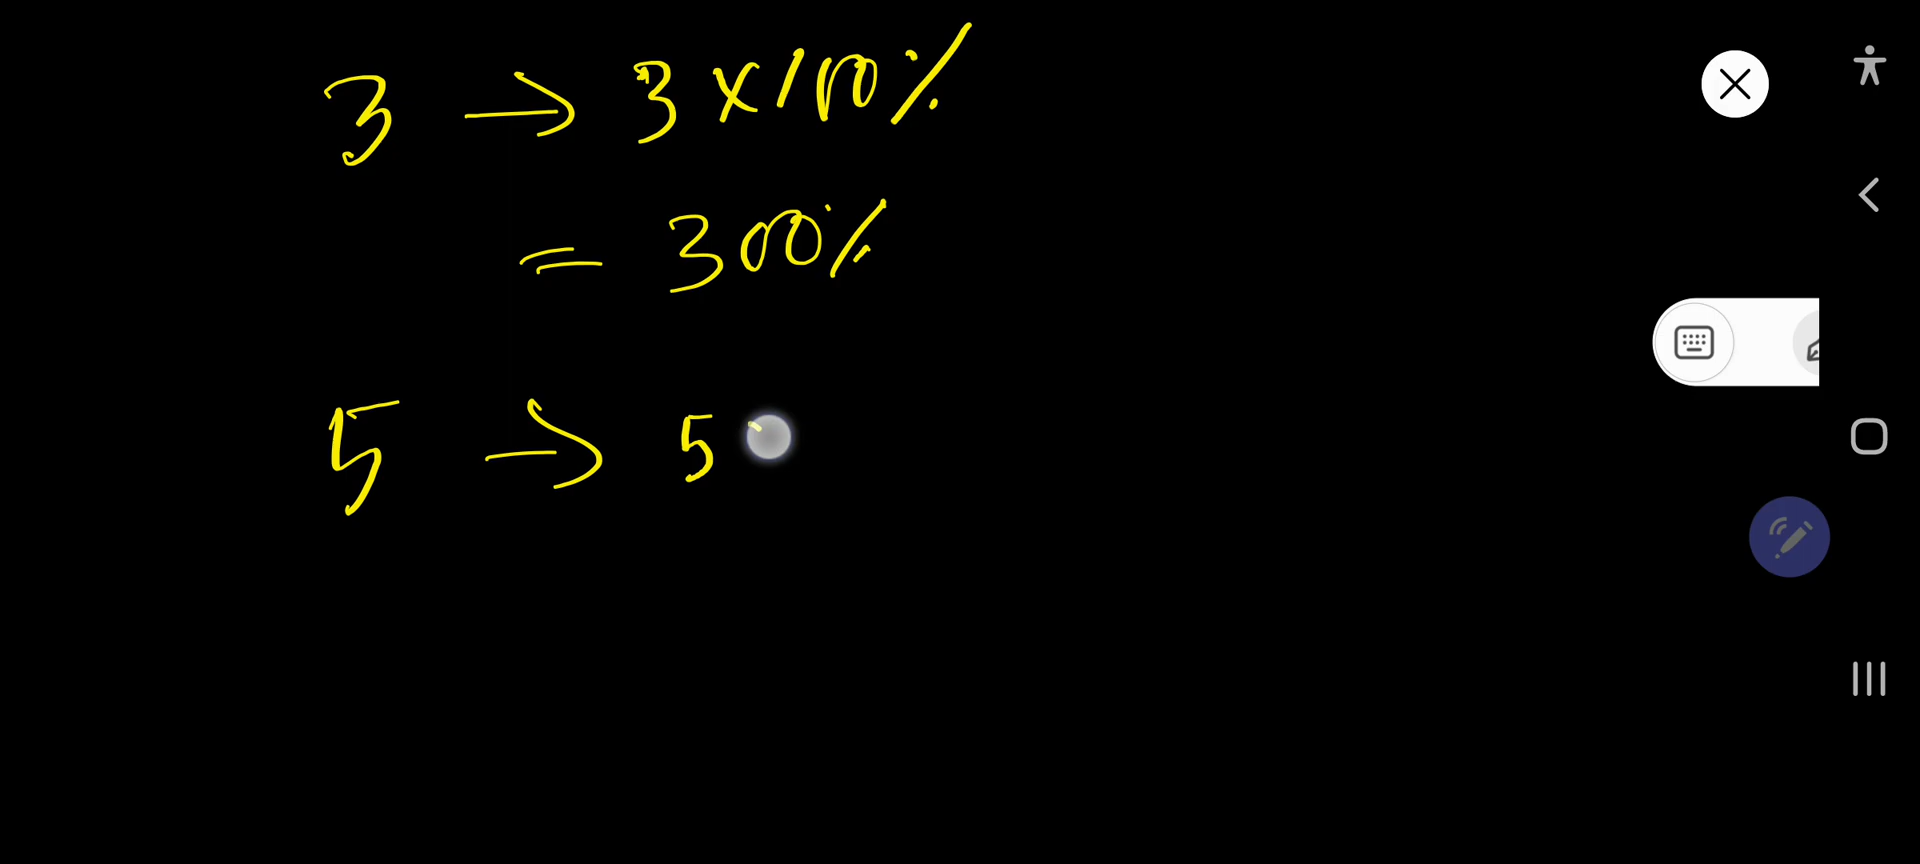 3 → 3 × 100%
= 300%
5 → 5